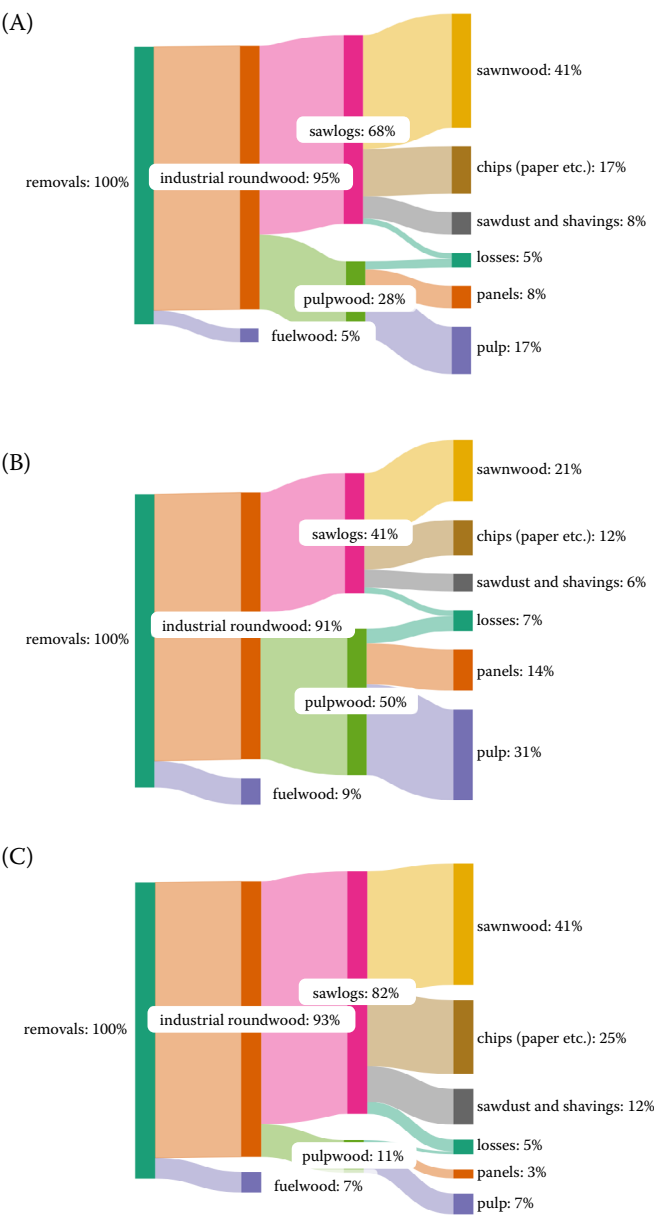 (A)
sawnwood: 41%
sawlogs: 68%
chips (paper etc.): 17%
removals: 100%
industrial roundwood: 95%
sawdust and shavings: 8%
losses: 5%
panels: 8%
pulpwood: 28%
fuelwood: 5%
pulp: 17%
(B)
sawnwood: 21%
sawlogs: 41%
chips (paper etc.): 12%
sawdust and shavings: 6%
losses: 7%
removals: 100%
industrial roundwood: 91%
panels: 14%
pulpwood: 50%
pulp: 31%
fuelwood: 9%
(C)
sawnwood: 41%
sawlogs: 82%
removals: 100%
industrial roundwood: 93%
chips (paper etc.): 25%
sawdust and shavings: 12%
losses: 5%
pulpwood: 11%
panels: 3%
fuelwood: 7%
pulp: 7%